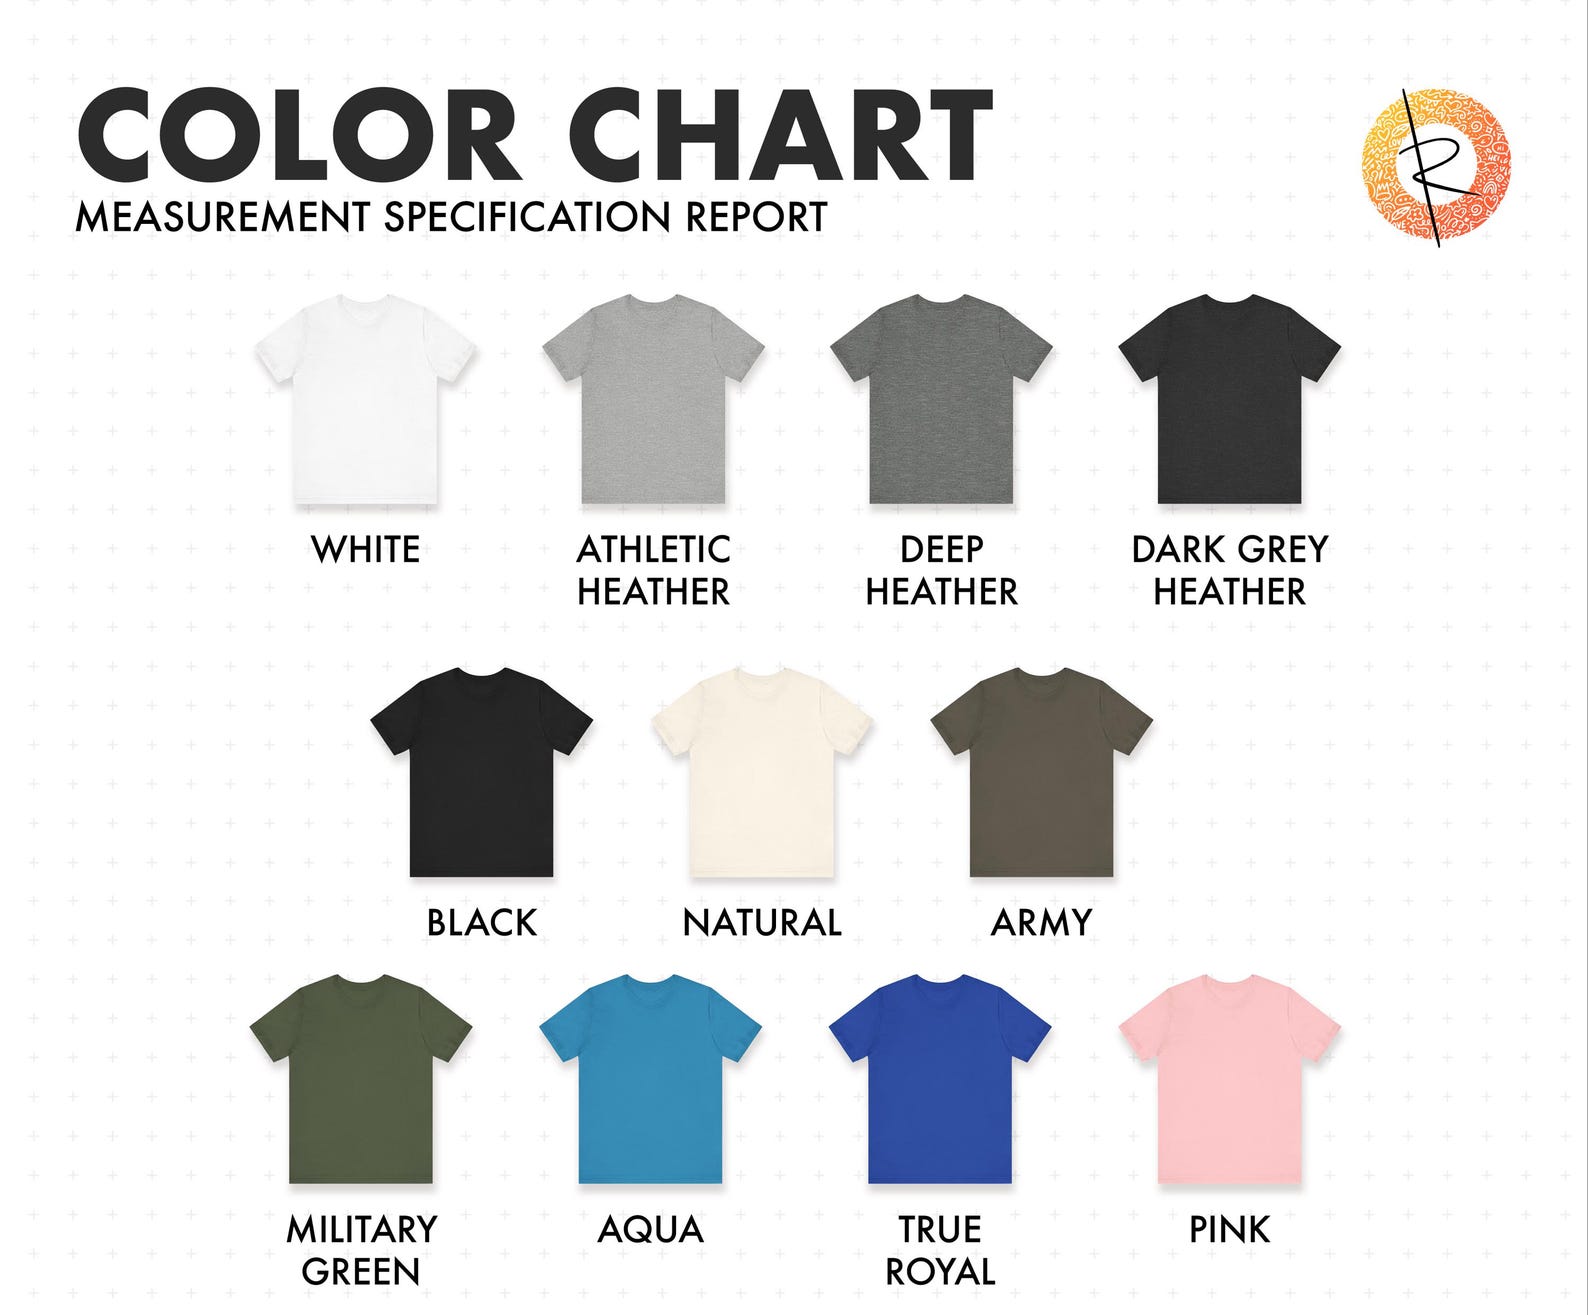 COLOR CHART
MEASUREMENT SPECIFICATION REPORT
R
WHITE
ATHLETIC
HEATHER
DEEP
HEATHER
DARK GREY
HEATHER
BLACK
NATURAL
ARMY
MILITARY
GREEN
AQUA
TRUE
ROYAL
PINK